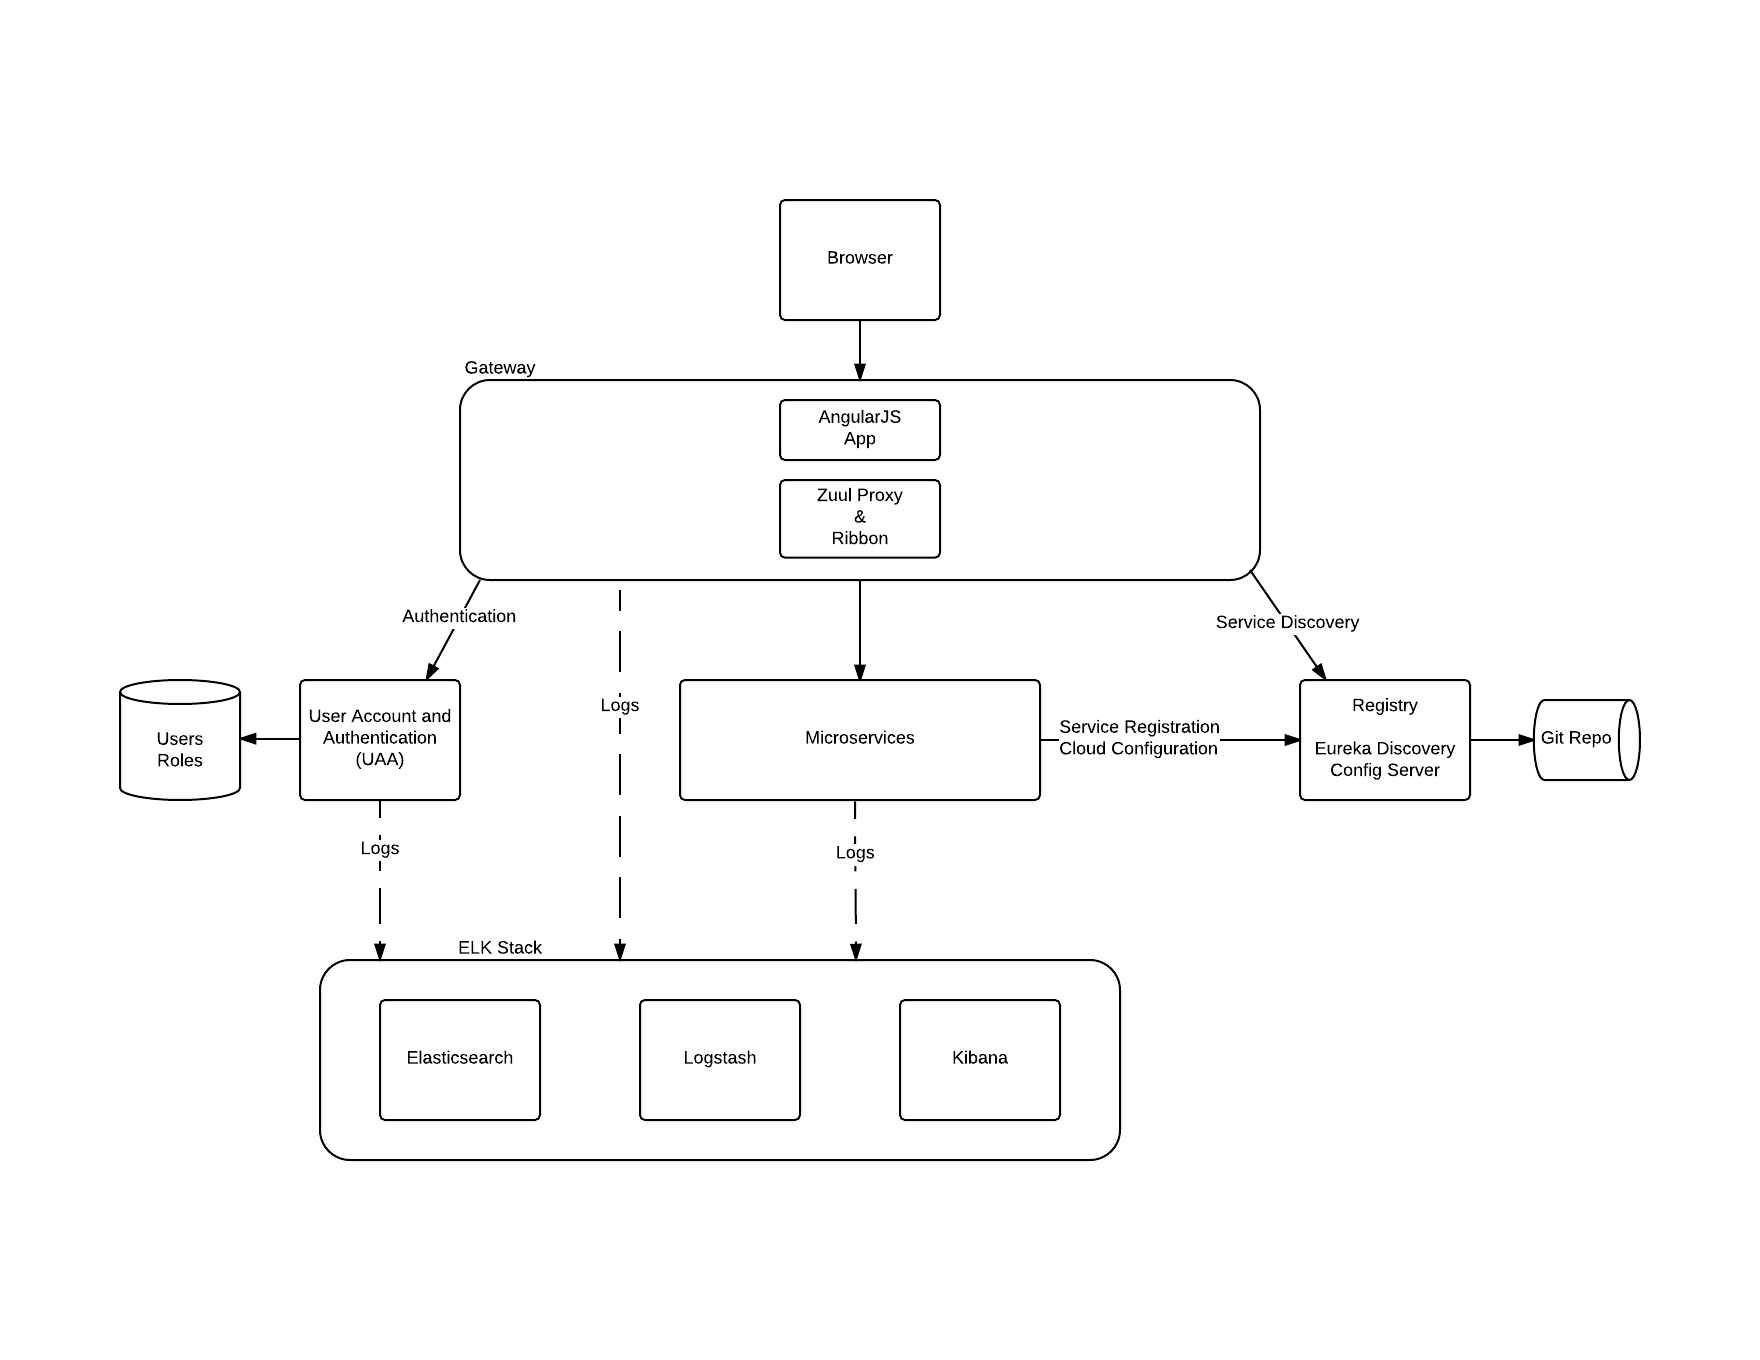 Browser
Gateway
AngularJS
App
Zuul Proxy
&
Ribbon
Authentication
Service Discovery
Logs
Users
Roles
User Account and
Authentication
(UAA)
Microservices
Service Registration
Cloud Configuration
Registry
Eureka Discovery
Config Server
Git Repo
Logs
Logs
ELK Stack
Elasticsearch
Logstash
Kibana